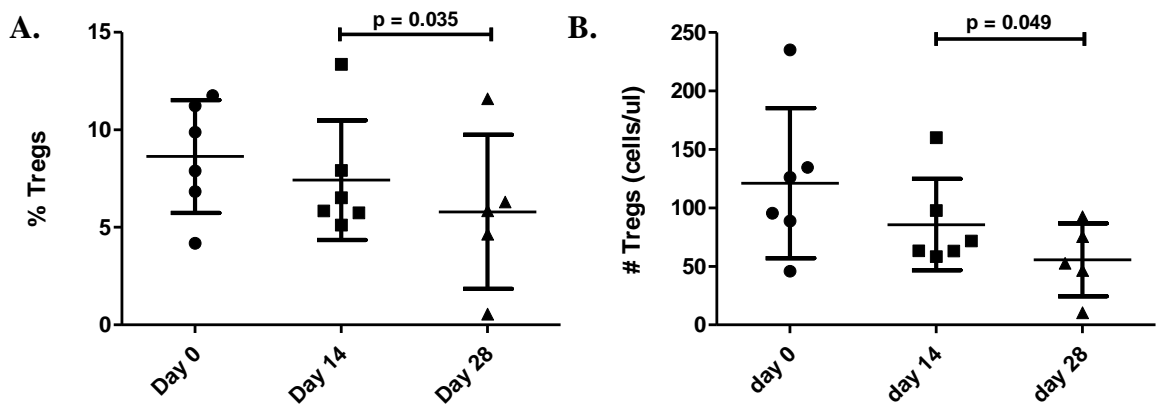 A.
p = 0.035
15
10
5
0
% Tregs
Day 0
Day 14
Day 28
B.
p = 0.049
250
200
150
100
50
0
# Tregs (cells/ul)
day 0
day 14
day 28